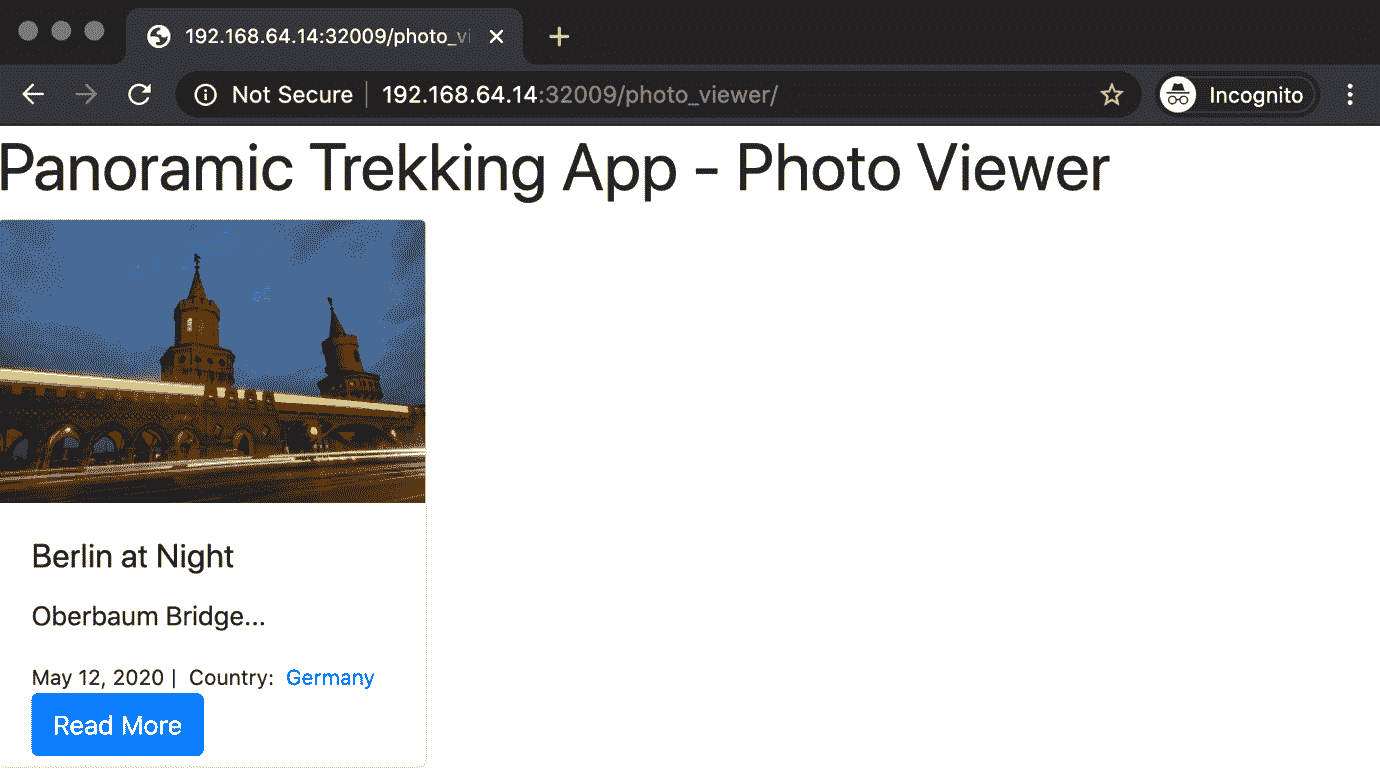 192.168.64.14:32009/photo_vi
Not Secure | 192.168.64.14:32009/photo_viewer/
Incognito
Panoramic Trekking App - Photo Viewer
Berlin at Night
Oberbaum Bridge...
May 12, 2020 | Country: Germany
Read More